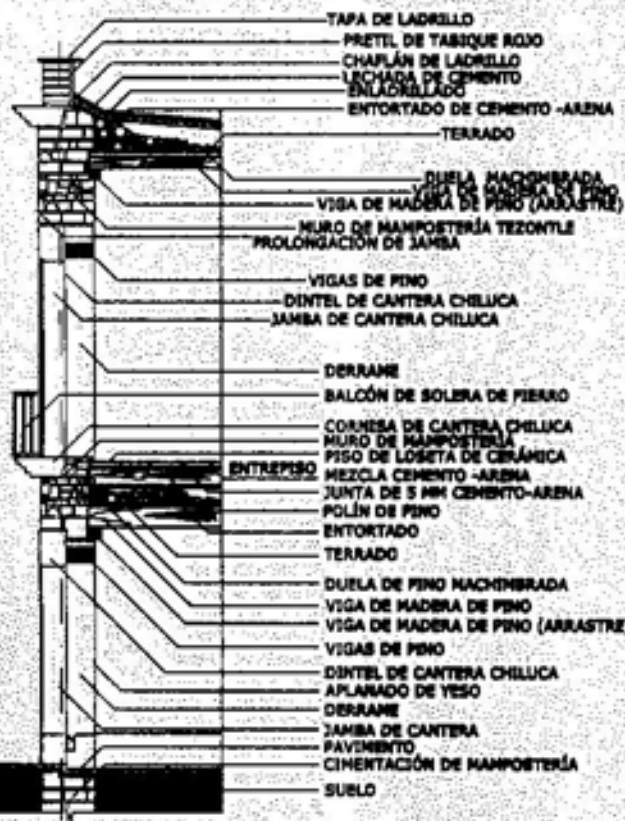 TAPA DE LADRILLO
PRETIL DE TABIQUE ROJO
CHAFLÁN DE LADRILLO
LECHADA DE CEMENTO
ENLADRILLADO
ENTORTADO DE CEMENTO -ARENA
TERRADO
DUELA MACHIMBRADA
VIGA DE MADERA DE PINO
VIGA DE MADERA DE PINO (ARRASTRE)
MURO DE MAMPOSTERÍA TEZONTLE
PROLONGACIÓN DE JAMBA
VIGAS DE PINO
DINTEL DE CANTERA CHILUCA
JAMBA DE CANTERA CHILUCA
DERRAME
BALCÓN DE SOLERA DE FIERRO
CORNISA DE CANTERA CHILUCA
MURO DE MAMPOSTERÍA
PISO DE LOSETA DE CERÁMICA
ENTREPISO
MEZCLA CEMENTO -ARENA
JUNTA DE 5 MM CEMENTO-ARENA
POLÍN DE PINO
ENTORTADO
TERRADO
DUELA DE PINO MACHIMBRADA
VIGA DE MADERA DE PINO
VIGA DE MADERA DE PINO (ARRASTRE)
VIGAS DE PINO
DINTEL DE CANTERA CHILUCA
APLANADO DE YESO
DERRAME
JAMBA DE CANTERA
PAVIMENTO
CIMENTACIÓN DE MAMPOSTERÍA
SUELO